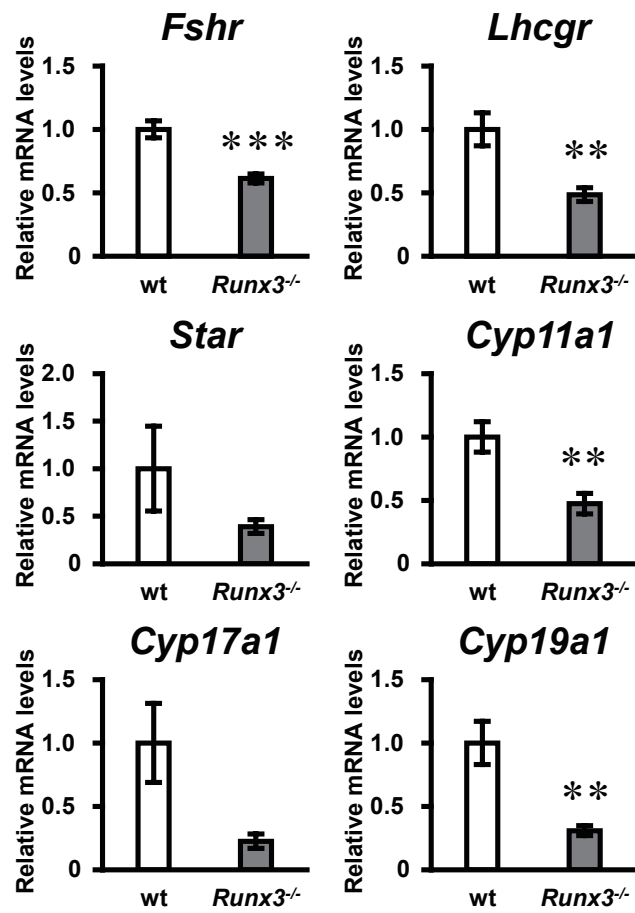 Fshr
Relative mRNA levels
1.5
1.0
0.5
0
***
wt
Runx3-/-
Lhcgr
Relative mRNA levels
1.5
1.0
0.5
0
**
wt
Runx3-/-
Star
Relative mRNA levels
2.0
1.5
1.0
0.5
0
wt
Runx3-/-
Cyp11a1
Relative mRNA levels
1.5
1.0
0.5
0
**
wt
Runx3-/-
Cyp17a1
Relative mRNA levels
1.5
1.0
0.5
0
wt
Runx3-/-
Cyp19a1
Relative mRNA levels
1.5
1.0
0.5
0
**
wt
Runx3-/-